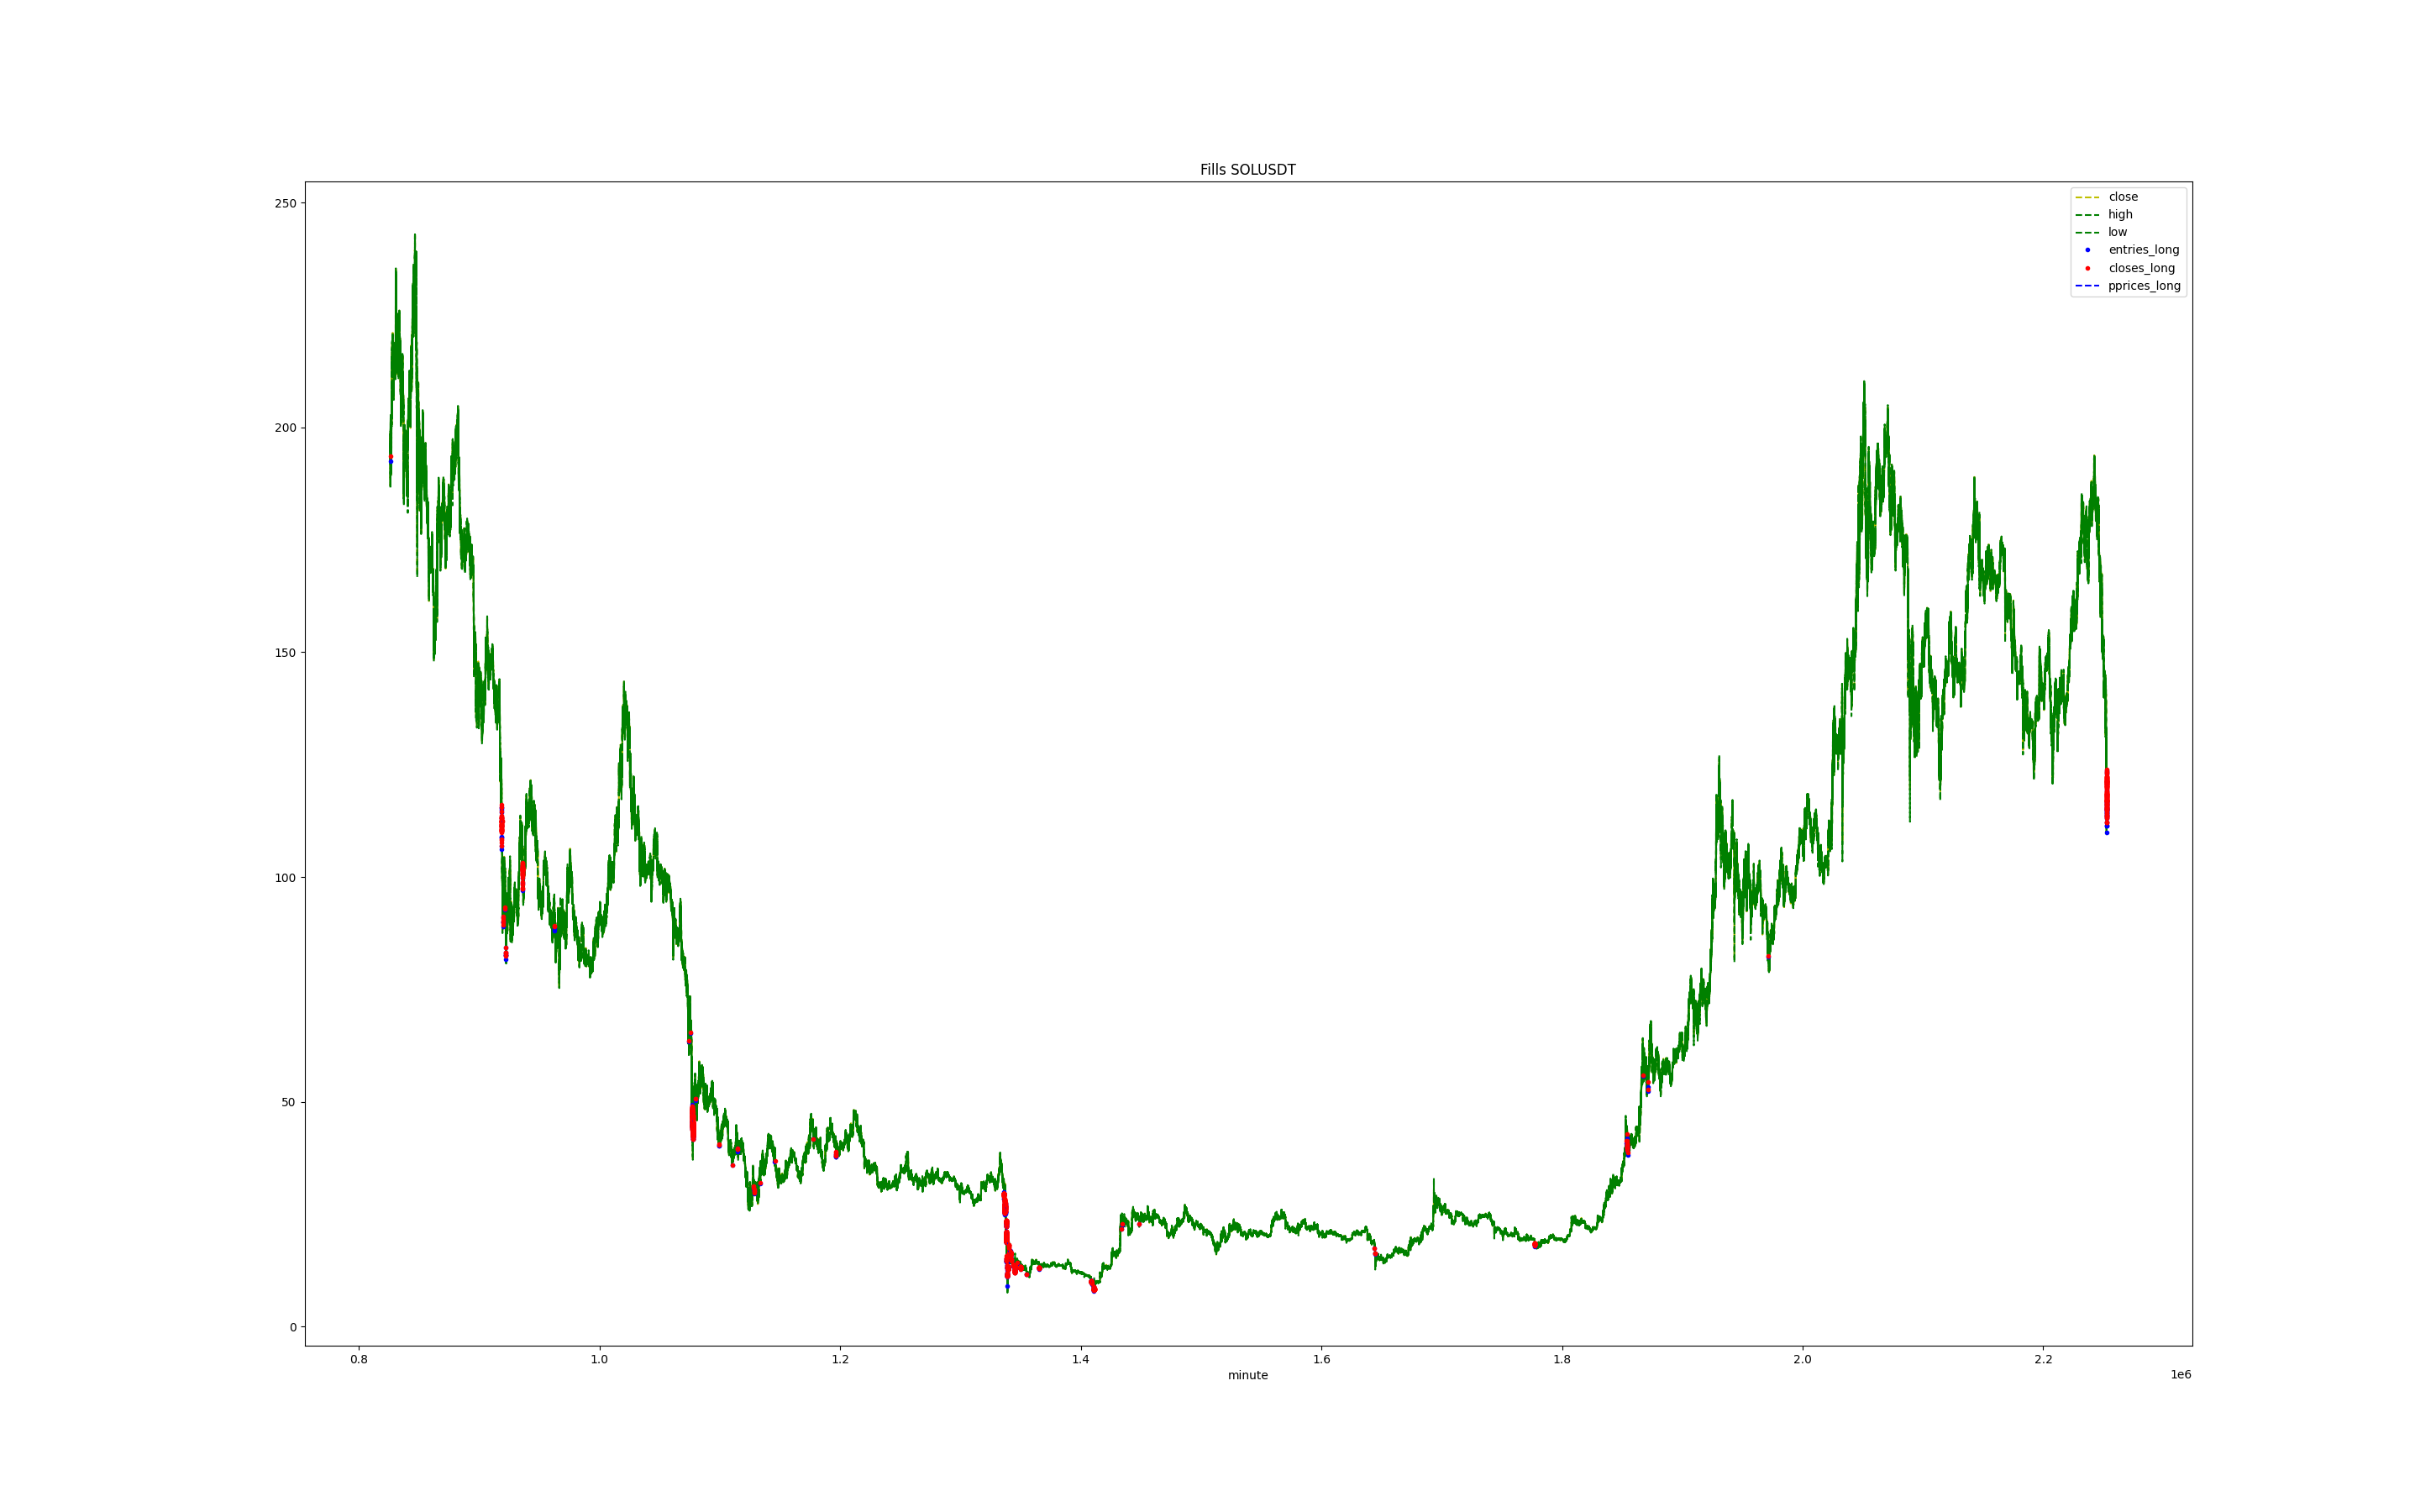 Fills SOLUSDT
250
200
150
100
50
0
close
high
low
entries_long
closes_long
pprices_long
0.8
1.0
1.2
1.4
1.6
1.8
2.0
2.2
minute
1e6